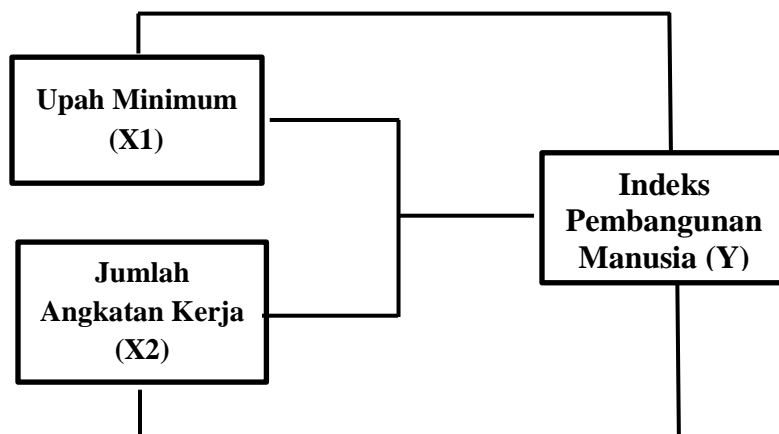 Upah Minimum
(X1)
Indeks
Pembangunan
Manusia (Y)
Jumlah
Angkatan Kerja
(X2)